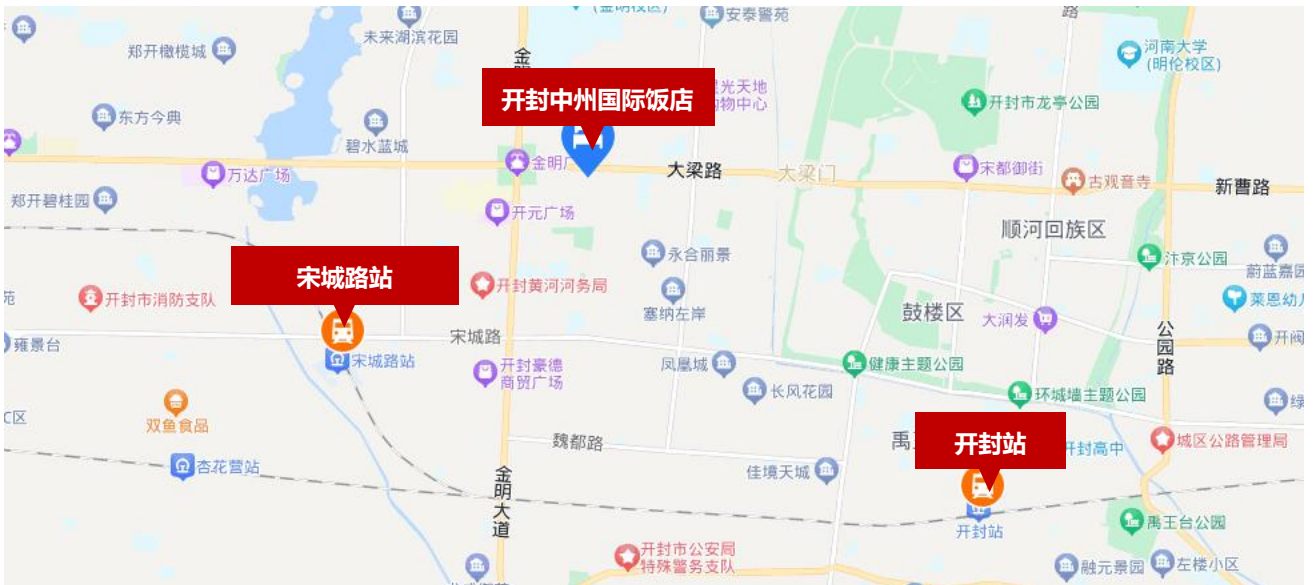 (金明校区)
安泰警苑
路
未来湖滨花园
郑开橄榄城
河南大学
(明伦校区)
金明
星光天地
购物中心
开封中州国际饭店
开封市龙亭公园
东方今典
碧水蓝城
金明广
大梁路
大梁门
宋都御街
古观音寺
新曹路
万达广场
郑开碧桂园
开元广场
顺河回族区
永合丽景
汴京公园
蔚蓝嘉园
宋城路站
开封市消防支队
开封黄河河务局
塞纳左岸
鼓楼区
大润发
莱恩幼儿
苑
雍景台
宋城路站
宋城路
开封豪德
商贸广场
凤凰城
健康主题公园
公园路
开阀
长风花园
环城墙主题公园
绿
C区
双鱼食品
魏都路
禹王
开封站
开封高中
城区公路管理局
杏花营站
金明大道
佳境天城
开封站
禹王台公园
开封市公安局
特殊警务支队
融元景园
左楼小区